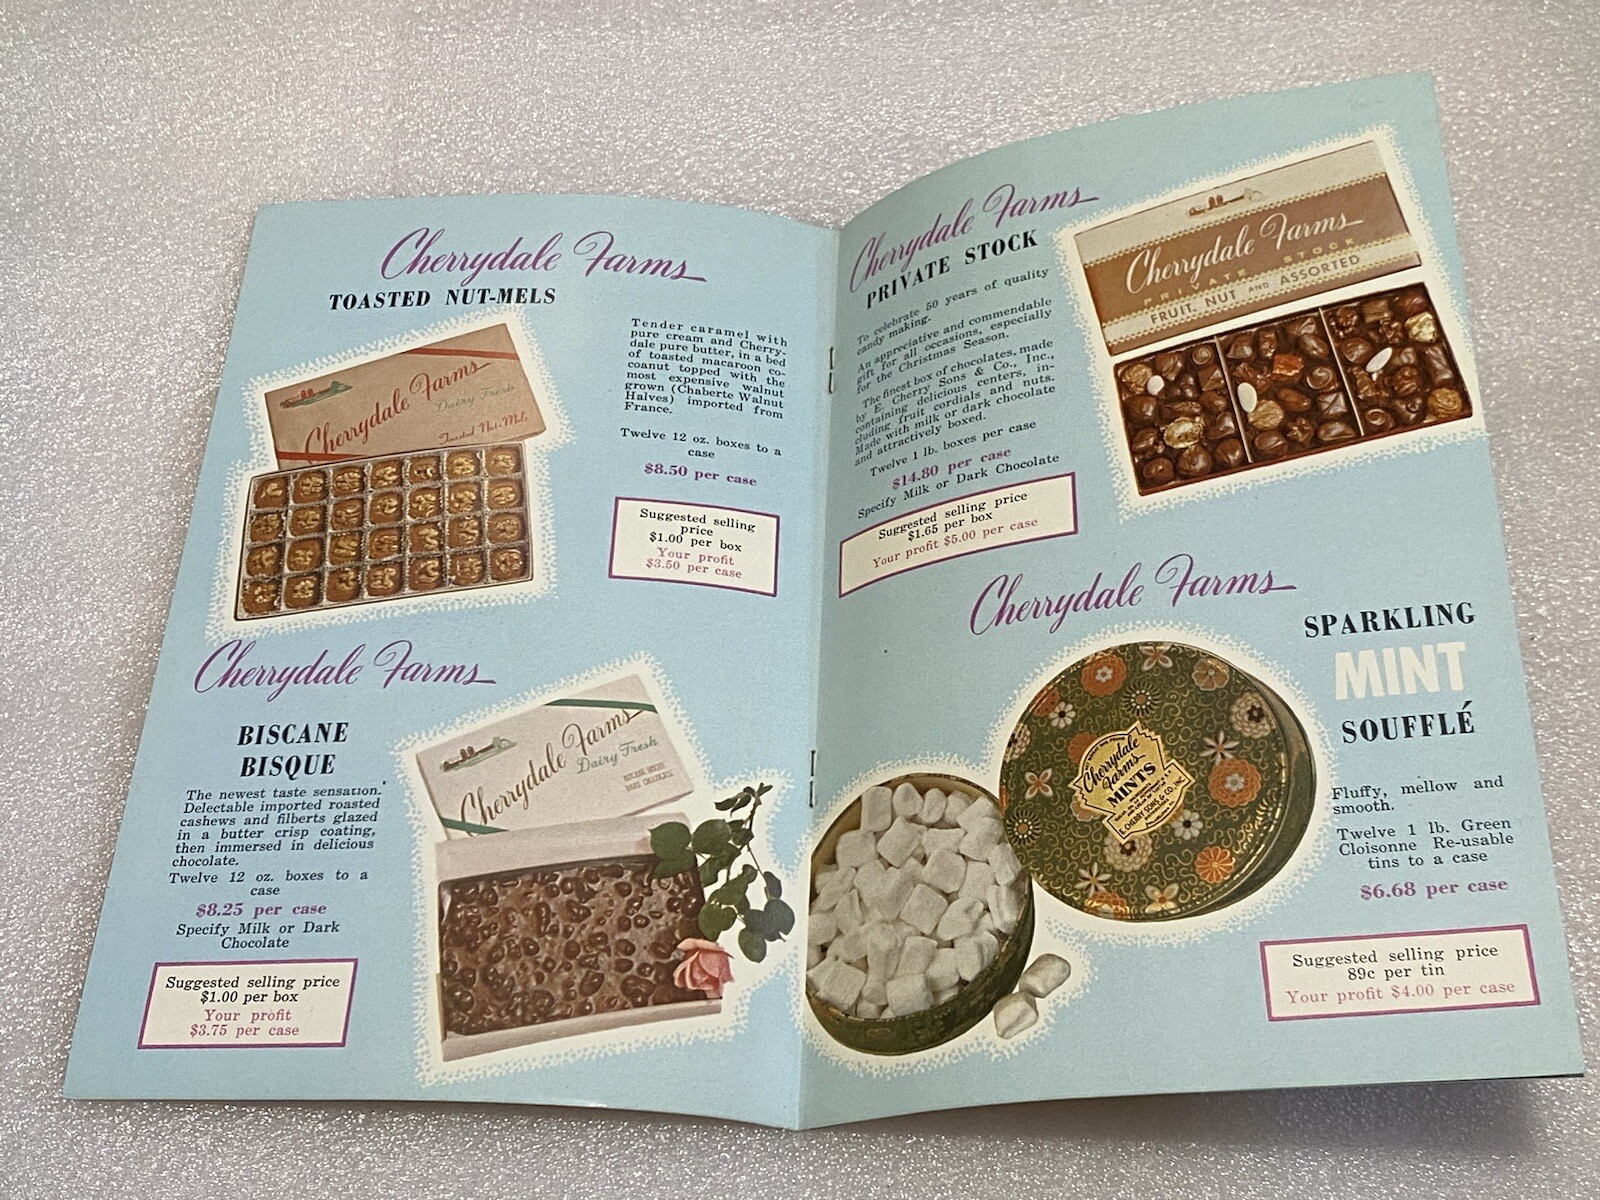 Cherrydale Farms
TOASTED NUT-MELS
Cherrydale Farms
Dairy Fresh
Toasted Nut-Mels
Tender caramel with
pure cream and Cherry-
dale pure butter, in a bed
of toasted macaroon co-
coanut topped with the
most expensive walnut
grown (Chaberte Walnut
Halves) imported from
France.
Twelve 12 oz. boxes to a
case
$8.50 per case
Suggested selling
price
$1.00 per box
Your profit
$3.50 per case
Cherrydale Farms
BISCANE
BISQUE
The newest taste sensation.
Delectable imported roasted
cashews and filberts glazed
in a butter crisp coating,
then immersed in delicious
chocolate.
Twelve 12 oz. boxes to a
case
$8.25 per case
Specify Milk or Dark
Chocolate
Suggested selling price
$1.00 per box
Your profit
$3.75 per case
Cherrydale Farms
Dairy Fresh
DARK CHOCOLATE
Cherrydale Farms
PRIVATE STOCK
To celebrate 50 years of quality
candy making.
An appreciative and commendable
gift for all occasions, especially
for the Christmas Season.
The finest box of chocolates, made
by E. Cherry Sons & Co., Inc.,
containing delicious centers, in-
cluding fruit cordials and nuts.
Made with milk or dark chocolate
and attractively boxed.
Twelve 1 lb. boxes per case
$14.80 per case
Specify Milk or Dark Chocolate
Suggested selling price
$1.65 per box
Your profit $5.00 per case
Cherrydale Farms
PRIVATE STOCK
FRUIT, NUT AND ASSORTED
Cherrydale Farms
SPARKLING
MINT
SOUFFLÉ
Cherrydale
Farms
MINTS
E. CHERRY SONS & CO., INC.
Fluffy, mellow and
smooth.
Twelve 1 lb. Green
Cloisonne Re-usable
tins to a case
$6.68 per case
Suggested selling price
89c per tin
Your profit $4.00 per case